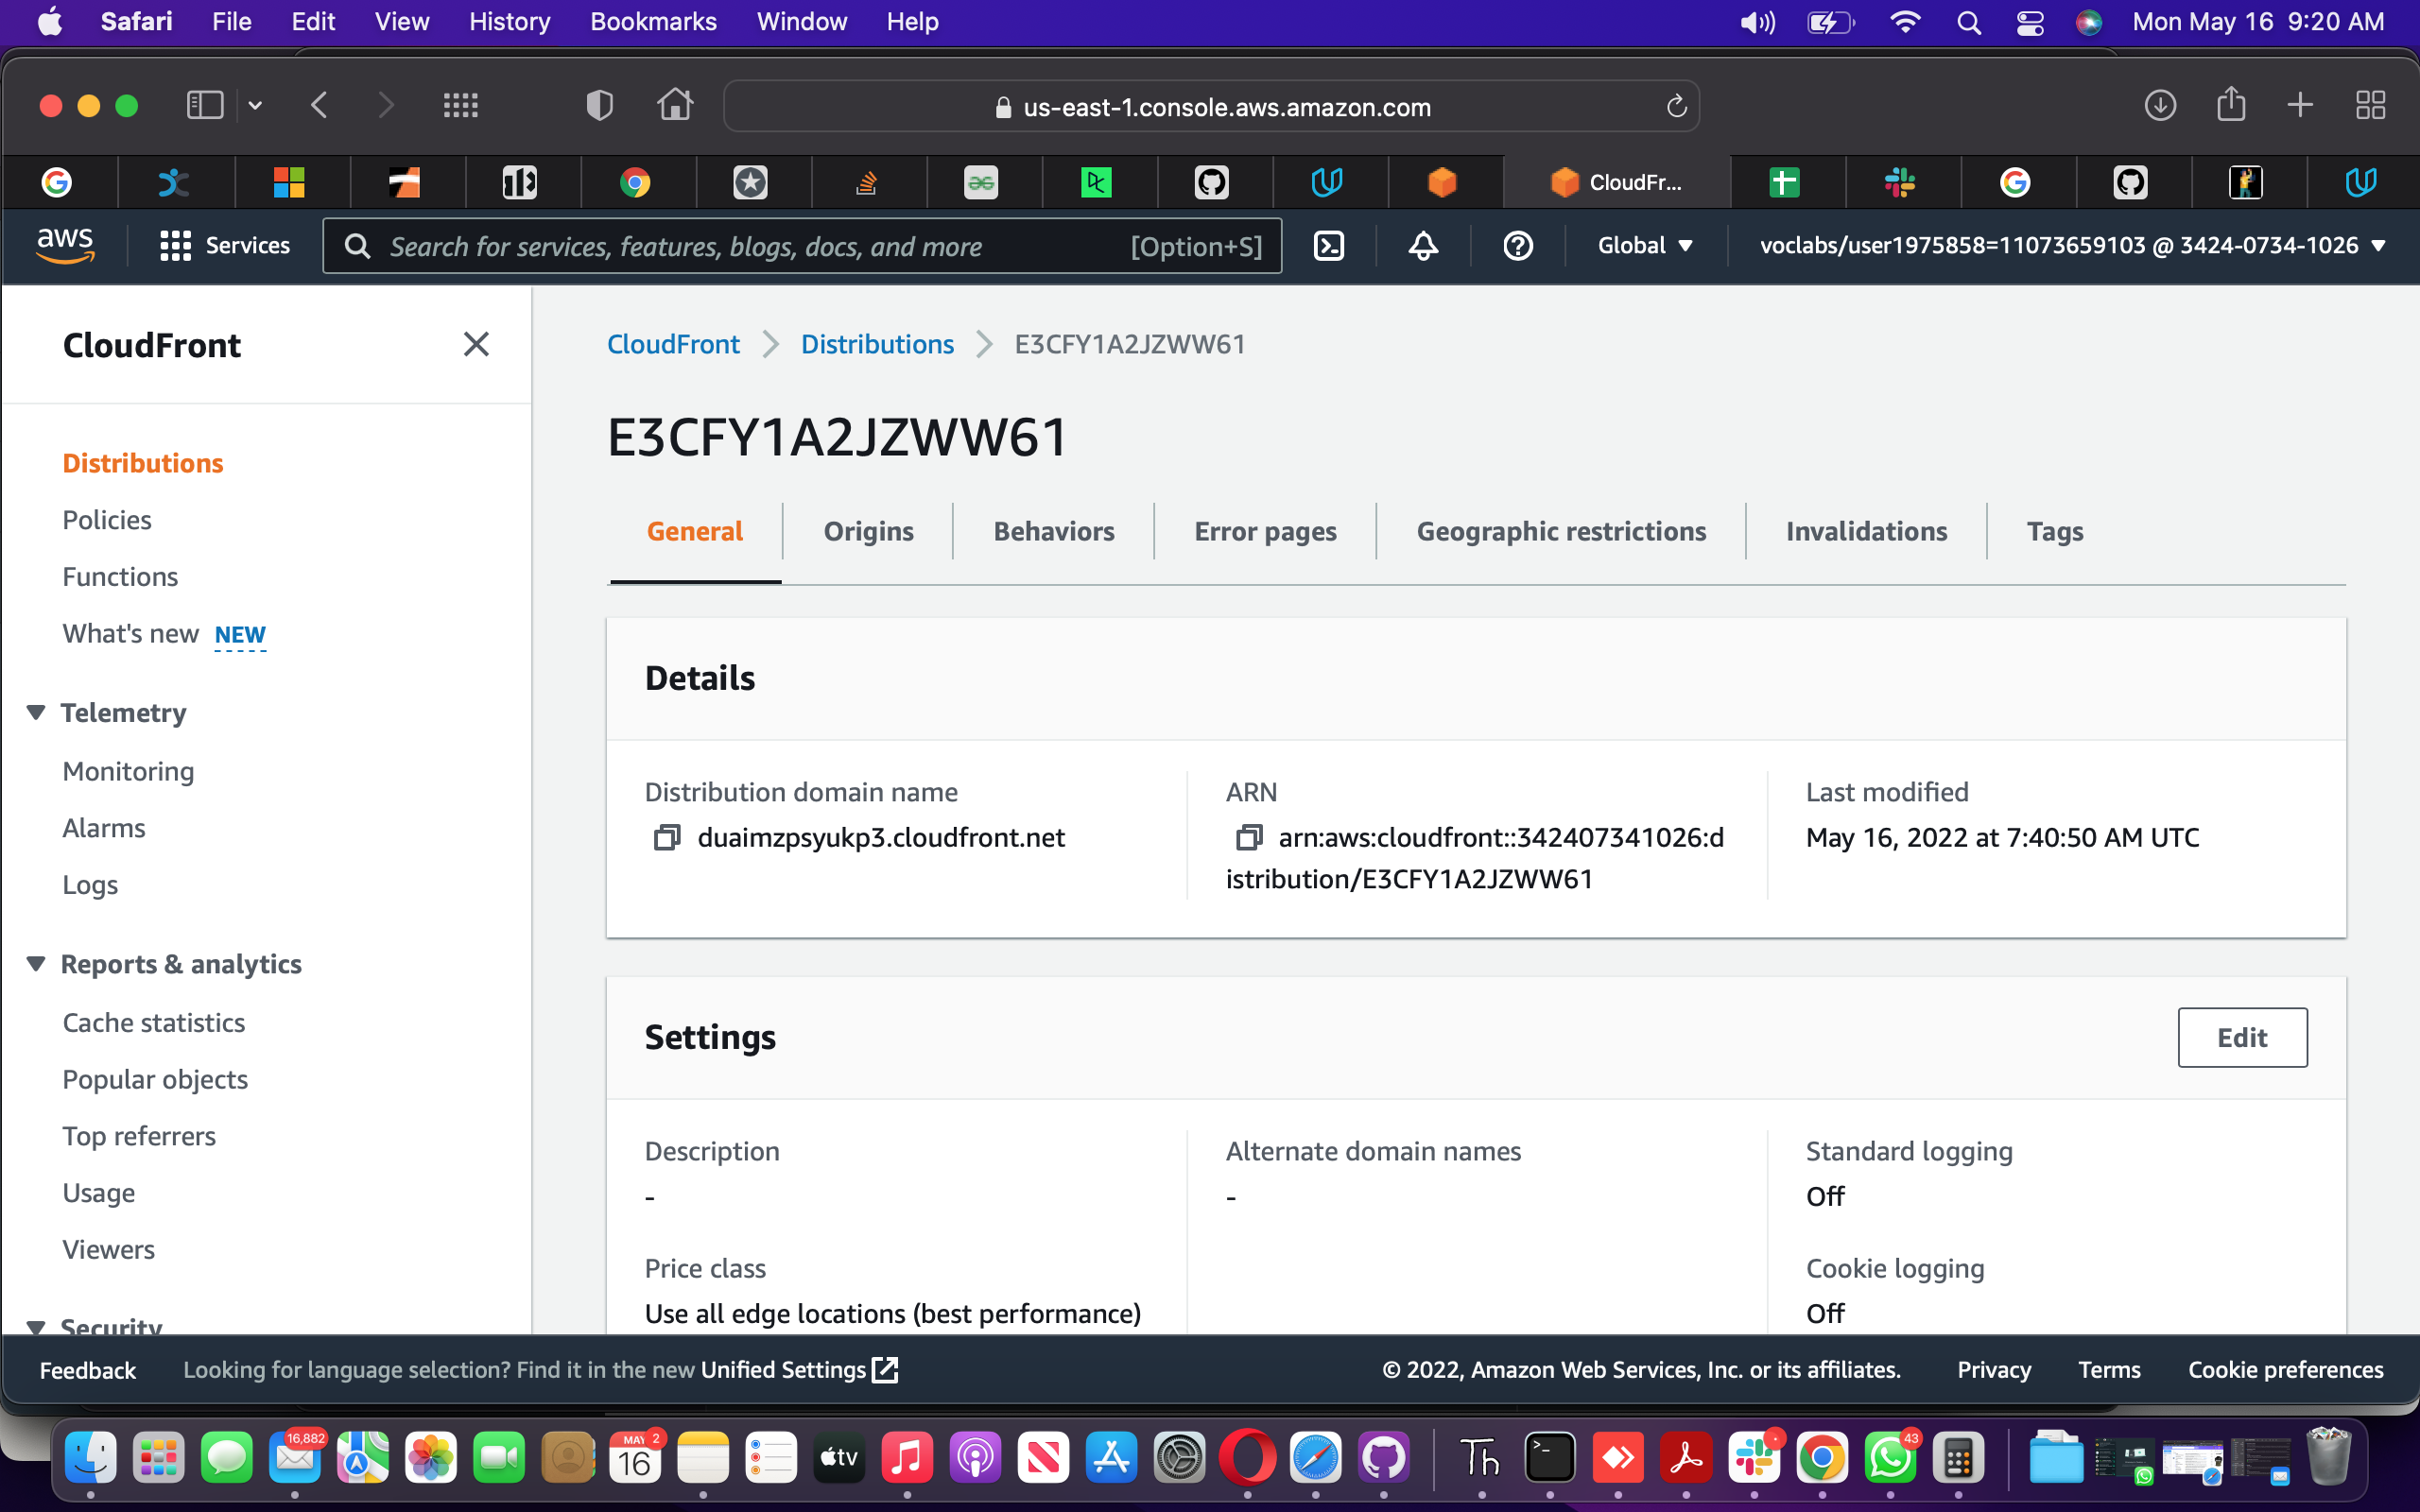 Safari File Edit View History Bookmarks Window Help Mon May 16 9:20 AM
us-east-1.console.aws.amazon.com
CloudFr...
aws Services Search for services, features, blogs, docs, and more [Option+S] Global voclabs/user1975858=11073659103 @ 3424-0734-1026
CloudFront
Distributions
Policies
Functions
What's new NEW
Telemetry
Monitoring
Alarms
Logs
Reports & analytics
Cache statistics
Popular objects
Top referrers
Usage
Viewers
Security
CloudFront Distributions E3CFY1A2JZWW61
E3CFY1A2JZWW61
General Origins Behaviors Error pages Geographic restrictions Invalidations Tags
Details
Distribution domain name
duaimzpsyukp3.cloudfront.net
ARN
arn:aws:cloudfront::342407341026:d
istribution/E3CFY1A2JZWW61
Last modified
May 16, 2022 at 7:40:50 AM UTC
Settings
Edit
Description
-
Price class
Use all edge locations (best performance)
Alternate domain names
-
Standard logging
Off
Cookie logging
Off
Feedback Looking for language selection? Find it in the new Unified Settings © 2022, Amazon Web Services, Inc. or its affiliates. Privacy Terms Cookie preferences
16,882
MAY 2
16
tv
Th
43